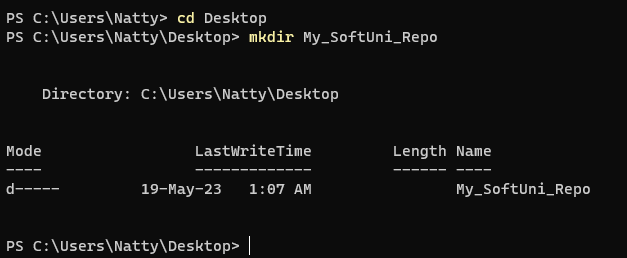 PS C:\Users\Natty> cd Desktop
PS C:\Users\Natty\Desktop> mkdir My_SoftUni_Repo
Directory: C:\Users\Natty\Desktop
Mode                 LastWriteTime         Length Name
----                 -------------         ------ ----
d-----         19-May-23   1:07 AM                My_SoftUni_Repo
PS C:\Users\Natty\Desktop>